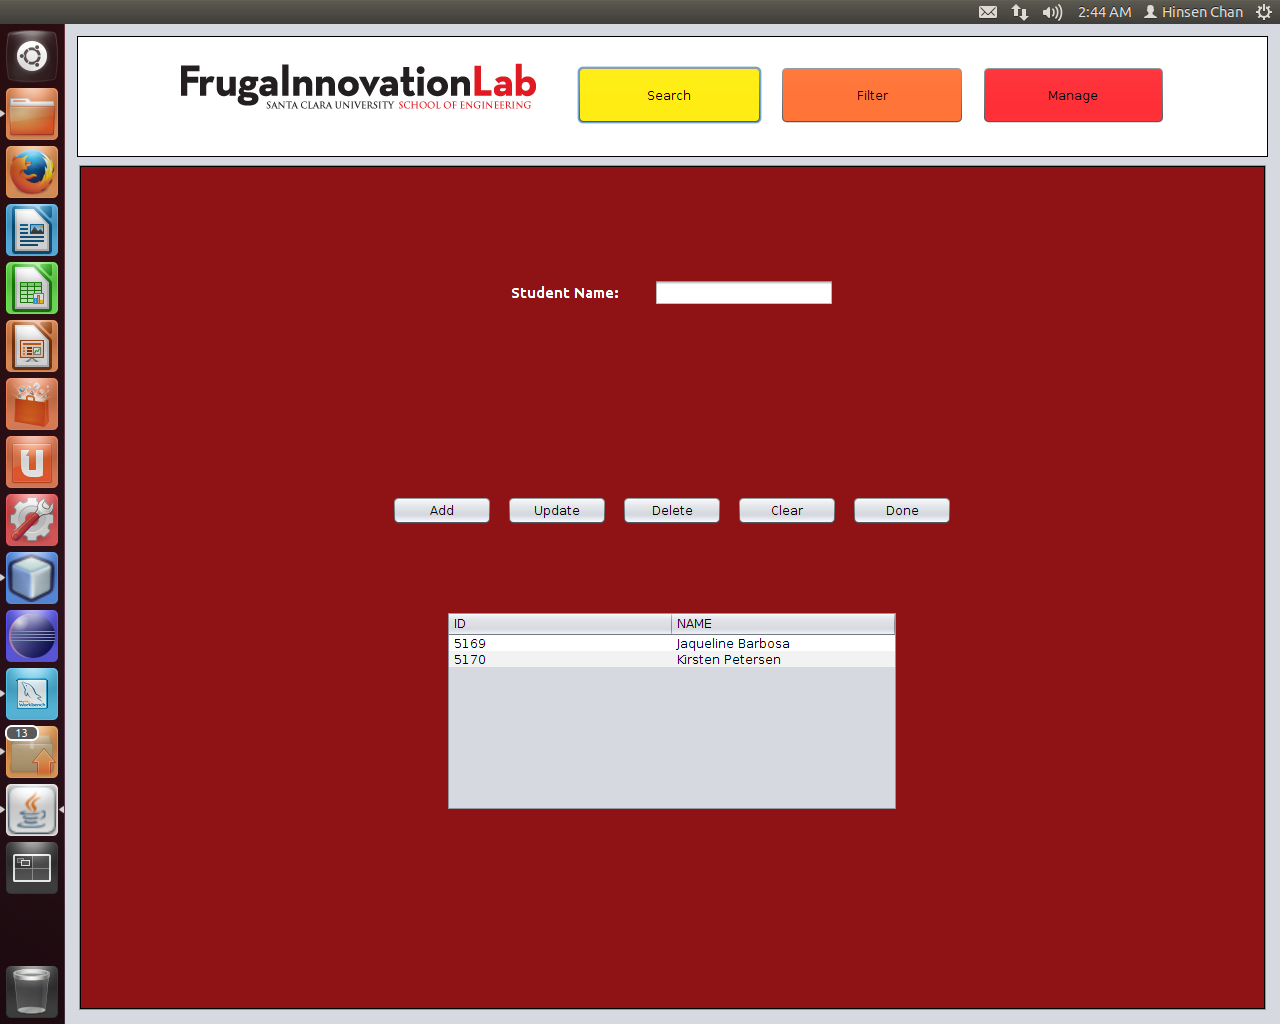 2:44 AM Hinsen Chan
FrugalnnovationLab
SANTA CLARA UNIVERSITY SCHOOL OF ENGINEERING
Search Filter Manage
Student Name:
Add Update Delete Clear Done
ID NAME
5169 Jaqueline Barbosa
5170 Kirsten Petersen
Workbench
13